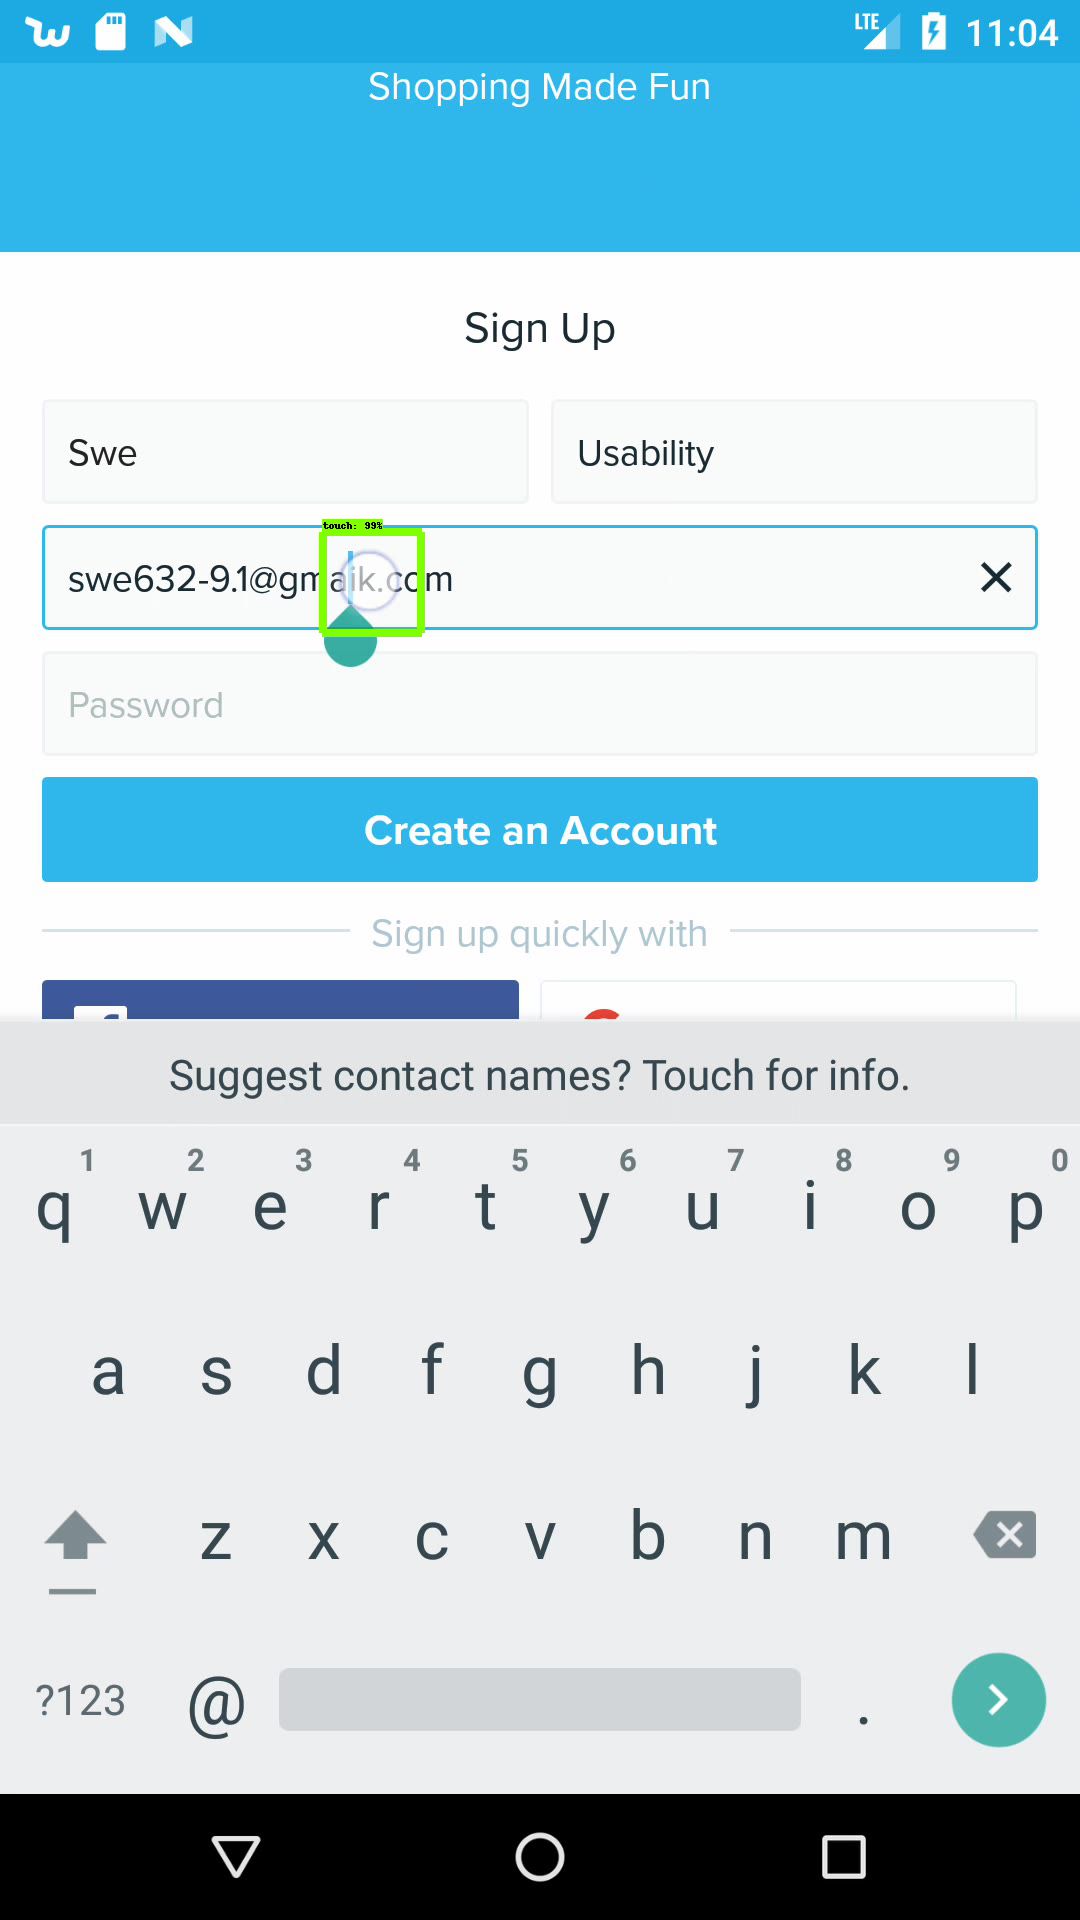 LTE 11:04
Shopping Made Fun
Sign Up
Swe Usability
touch: 99%
swe632-9.1@gmaik.com
Password
Create an Account
Sign up quickly with
Suggest contact names? Touch for info.
1 2 3 4 5 6 7 8 9 0
q w e r t y u i o p
a s d f g h j k l
z x c v b n m
?123 @ .